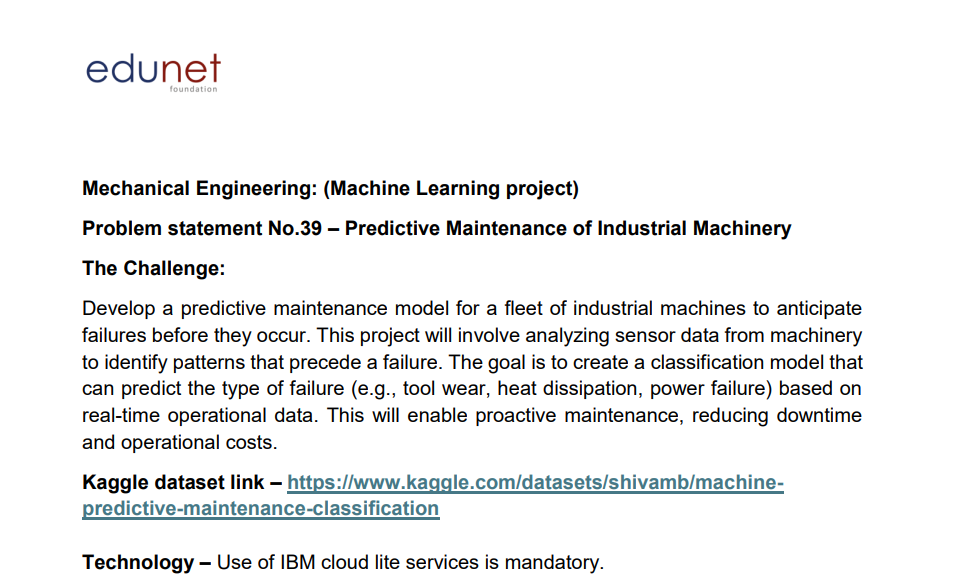 edunet
foundation
Mechanical Engineering: (Machine Learning project)
Problem statement No.39 – Predictive Maintenance of Industrial Machinery
The Challenge:
Develop a predictive maintenance model for a fleet of industrial machines to anticipate
failures before they occur. This project will involve analyzing sensor data from machinery
to identify patterns that precede a failure. The goal is to create a classification model that
can predict the type of failure (e.g., tool wear, heat dissipation, power failure) based on
real-time operational data. This will enable proactive maintenance, reducing downtime
and operational costs.
Kaggle dataset link – https://www.kaggle.com/datasets/shivamb/machine-
predictive-maintenance-classification
Technology – Use of IBM cloud lite services is mandatory.